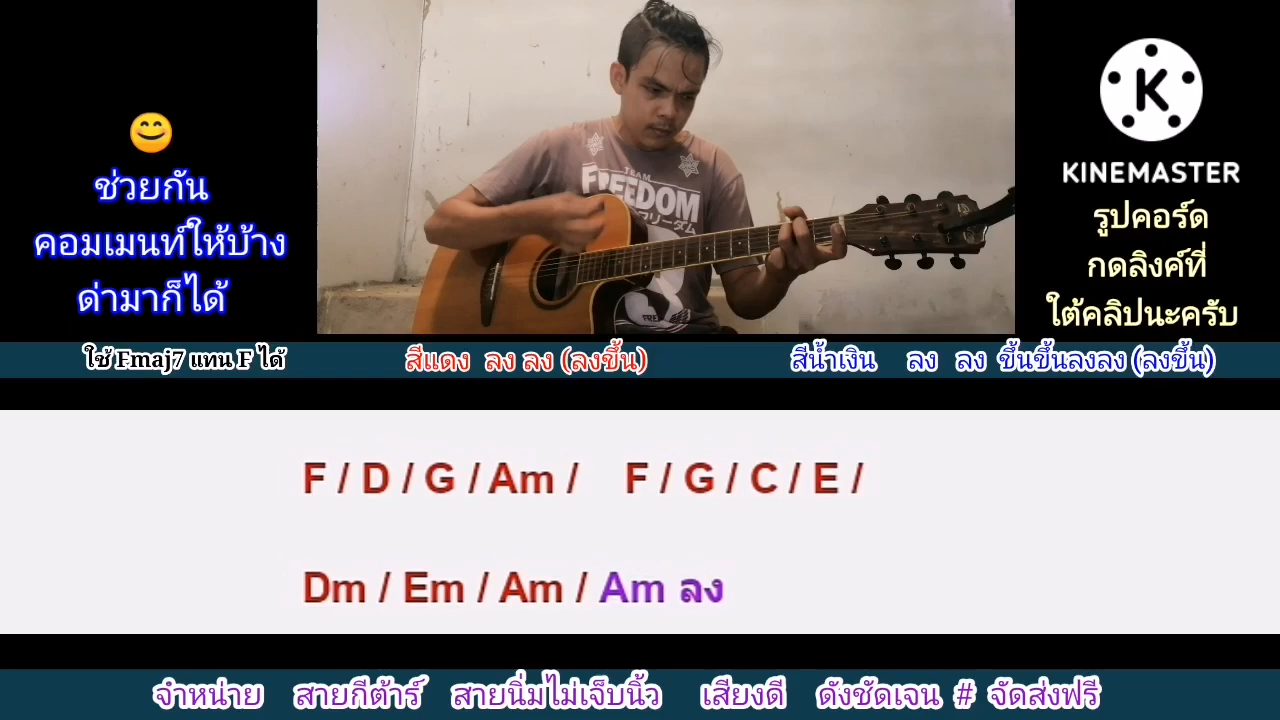 ช่วยกัน
คอมเมนท์ให้บ้าง
ด่ามาก็ได้
TEAM
FREEDOM
K
KINEMASTER
รูปคอร์ด
กดลิงค์ที่
ใต้คลิปนะครับ
ใช้ Fmaj7 แทน F ได้
สีแดง ลง ลง (ลงขึ้น)
สีน้ำเงิน ลง ลง ขึ้นขึ้นลงลง (ลงขึ้น)
F / D / G / Am / F / G / C / E /
Dm / Em / Am / Am ลง
จำหน่าย สายกีต้าร์ สายนิ่มไม่เจ็บนิ้ว เสียงดี ดังชัดเจน # จัดส่งฟรี